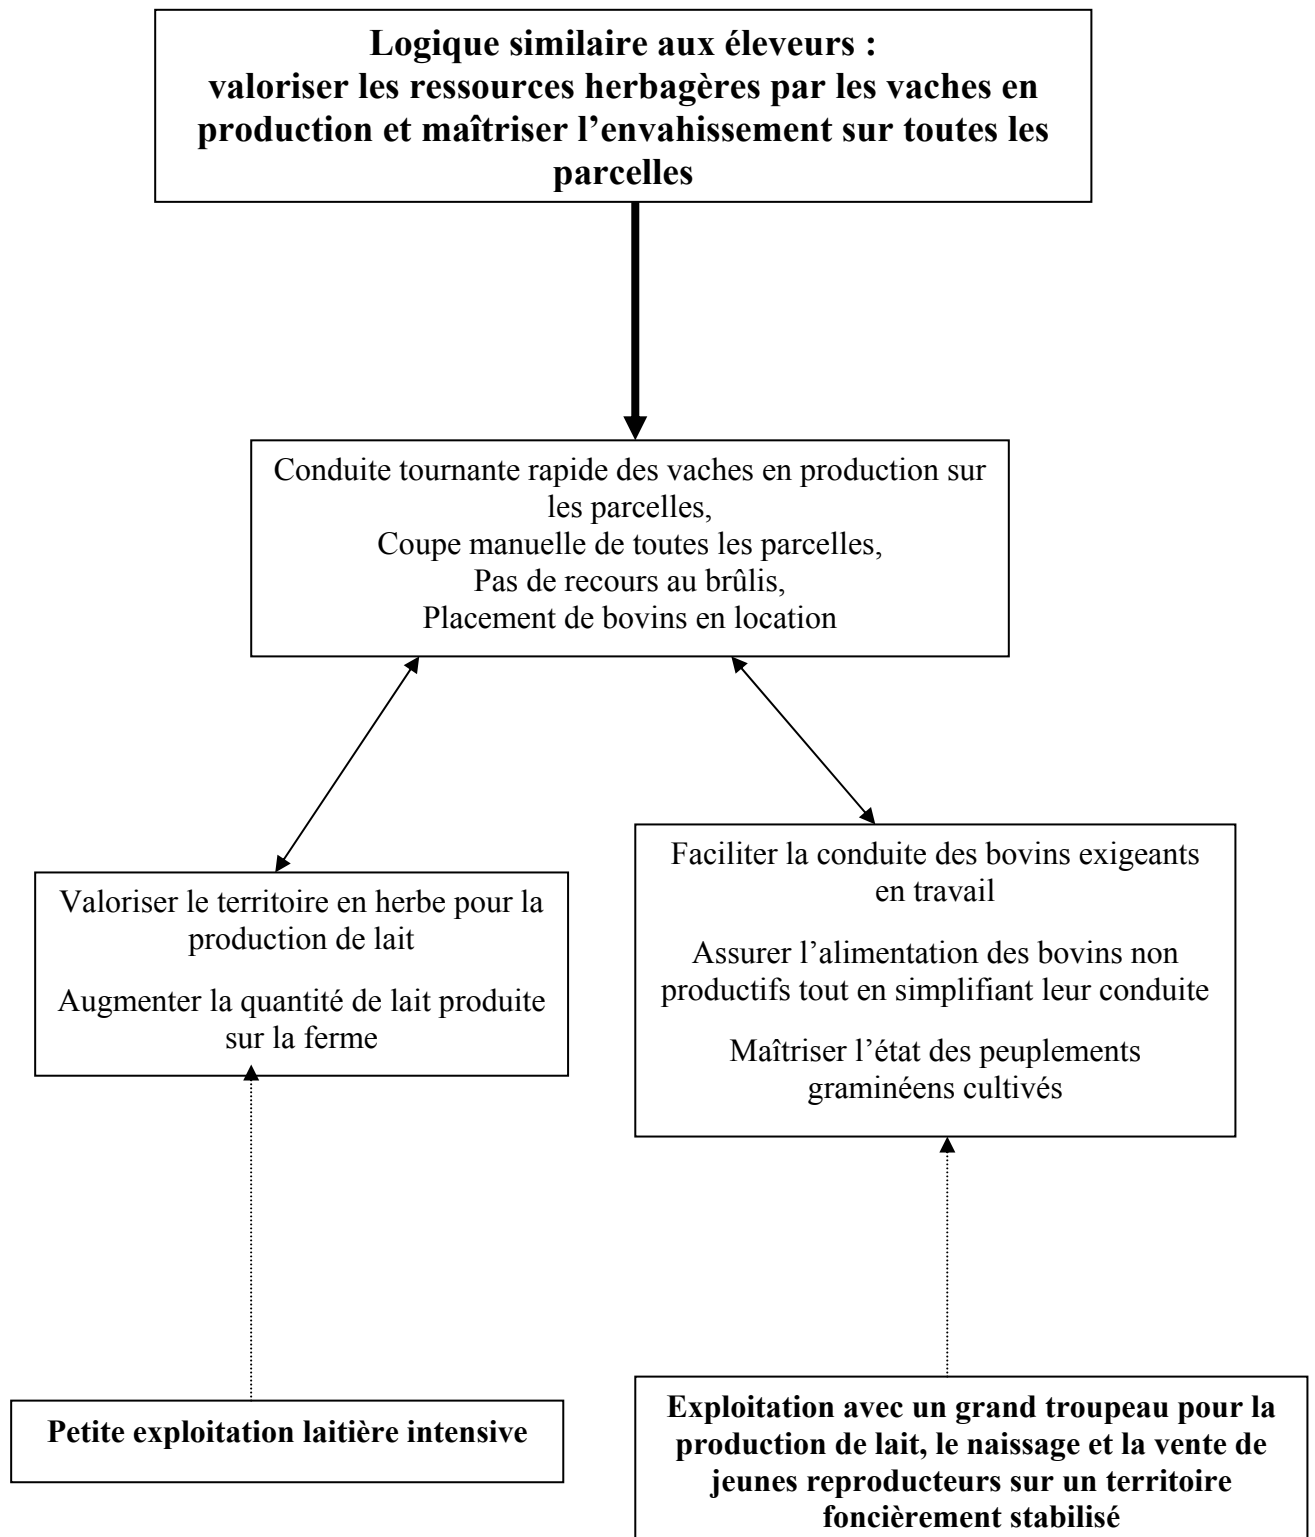 Logique similaire aux éleveurs :
valoriser les ressources herbagères par les vaches en
production et maîtriser l’envahissement sur toutes les
parcelles
Conduite tournante rapide des vaches en production sur
les parcelles,
Coupe manuelle de toutes les parcelles,
Pas de recours au brûlis,
Placement de bovins en location
Valoriser le territoire en herbe pour la
production de lait
Augmenter la quantité de lait produite
sur la ferme
Faciliter la conduite des bovins exigeants
en travail
Assurer l’alimentation des bovins non
productifs tout en simplifiant leur conduite
Maîtriser l’état des peuplements
graminéens cultivés
Petite exploitation laitière intensive
Exploitation avec un grand troupeau pour la
production de lait, le naissage et la vente de
jeunes reproducteurs sur un territoire
foncièrement stabilisé